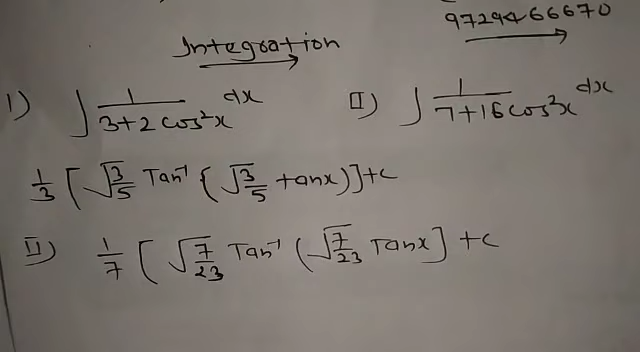 9729466670
Integration
I) ∫ 1/(3+2cos²x) dx II) ∫ 1/(7+16cos²x) dx
1/3 [√3/5 Tan⁻¹ {√3/5 tanx)]+c
II) 1/7 [√7/23 Tan⁻¹ (√7/23 Tanx] +c